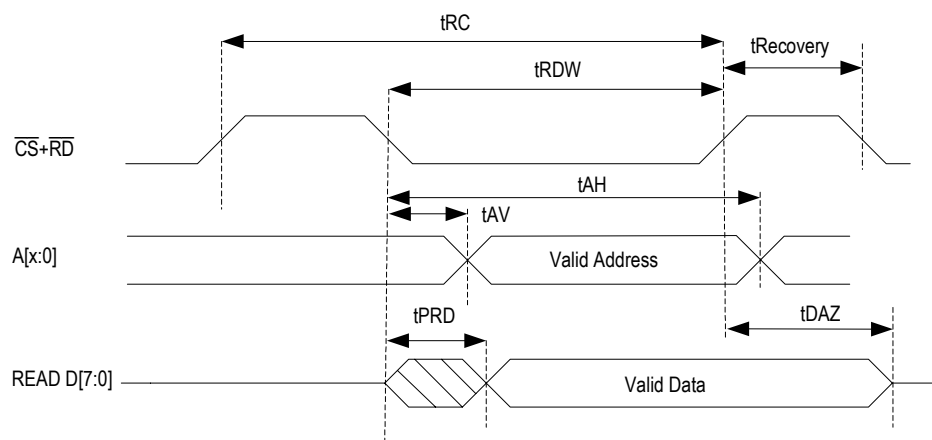 tRC
tRecovery
tRDW
CS+RD
tAH
tAV
A[x:0]
Valid Address
tPRD
tDAZ
READ D[7:0]
Valid Data